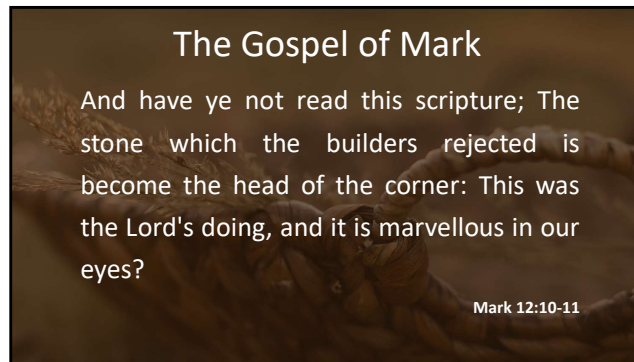 The Gospel of Mark
And have ye not read this scripture; The
stone which the builders rejected is
become the head of the corner: This was
the Lord's doing, and it is marvellous in our
eyes?
Mark 12:10-11